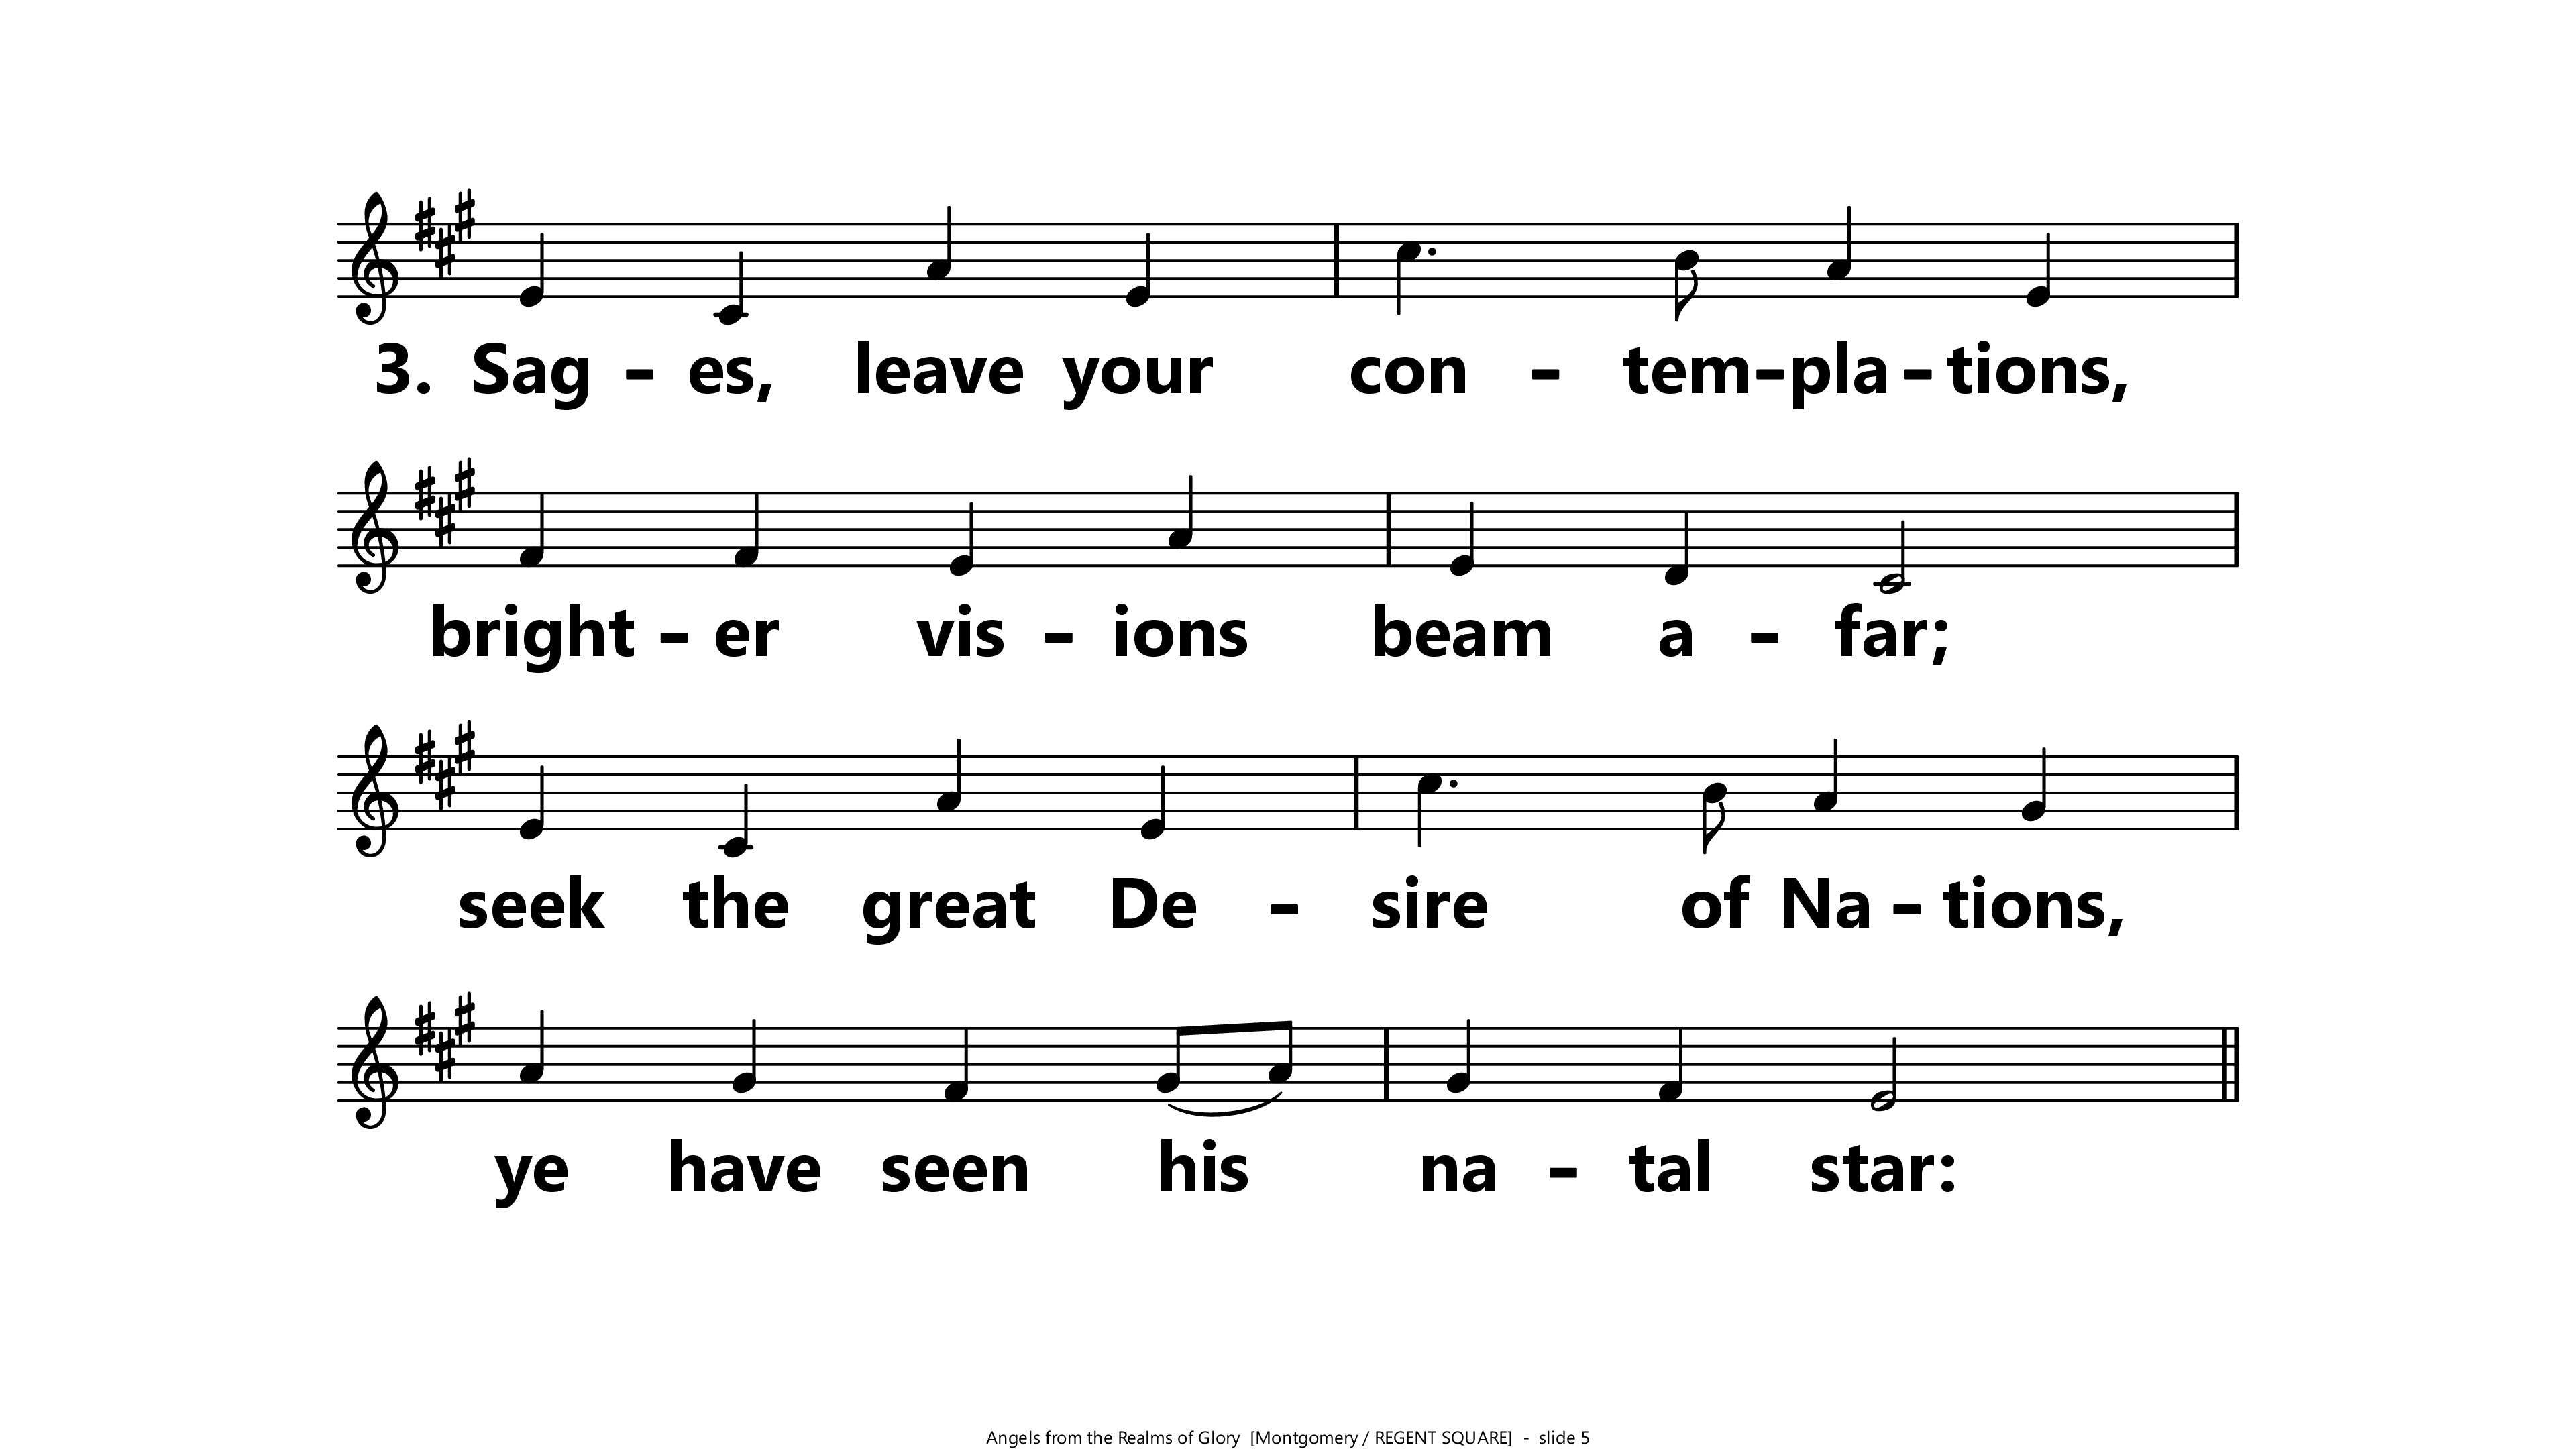 3. Sag - es, leave your con - tem - pla - tions,
bright - er vis - ions beam a - far;
seek the great De - sire of Na - tions,
ye have seen his na - tal star:
Angels from the Realms of Glory [Montgomery / REGENT SQUARE] - slide 5